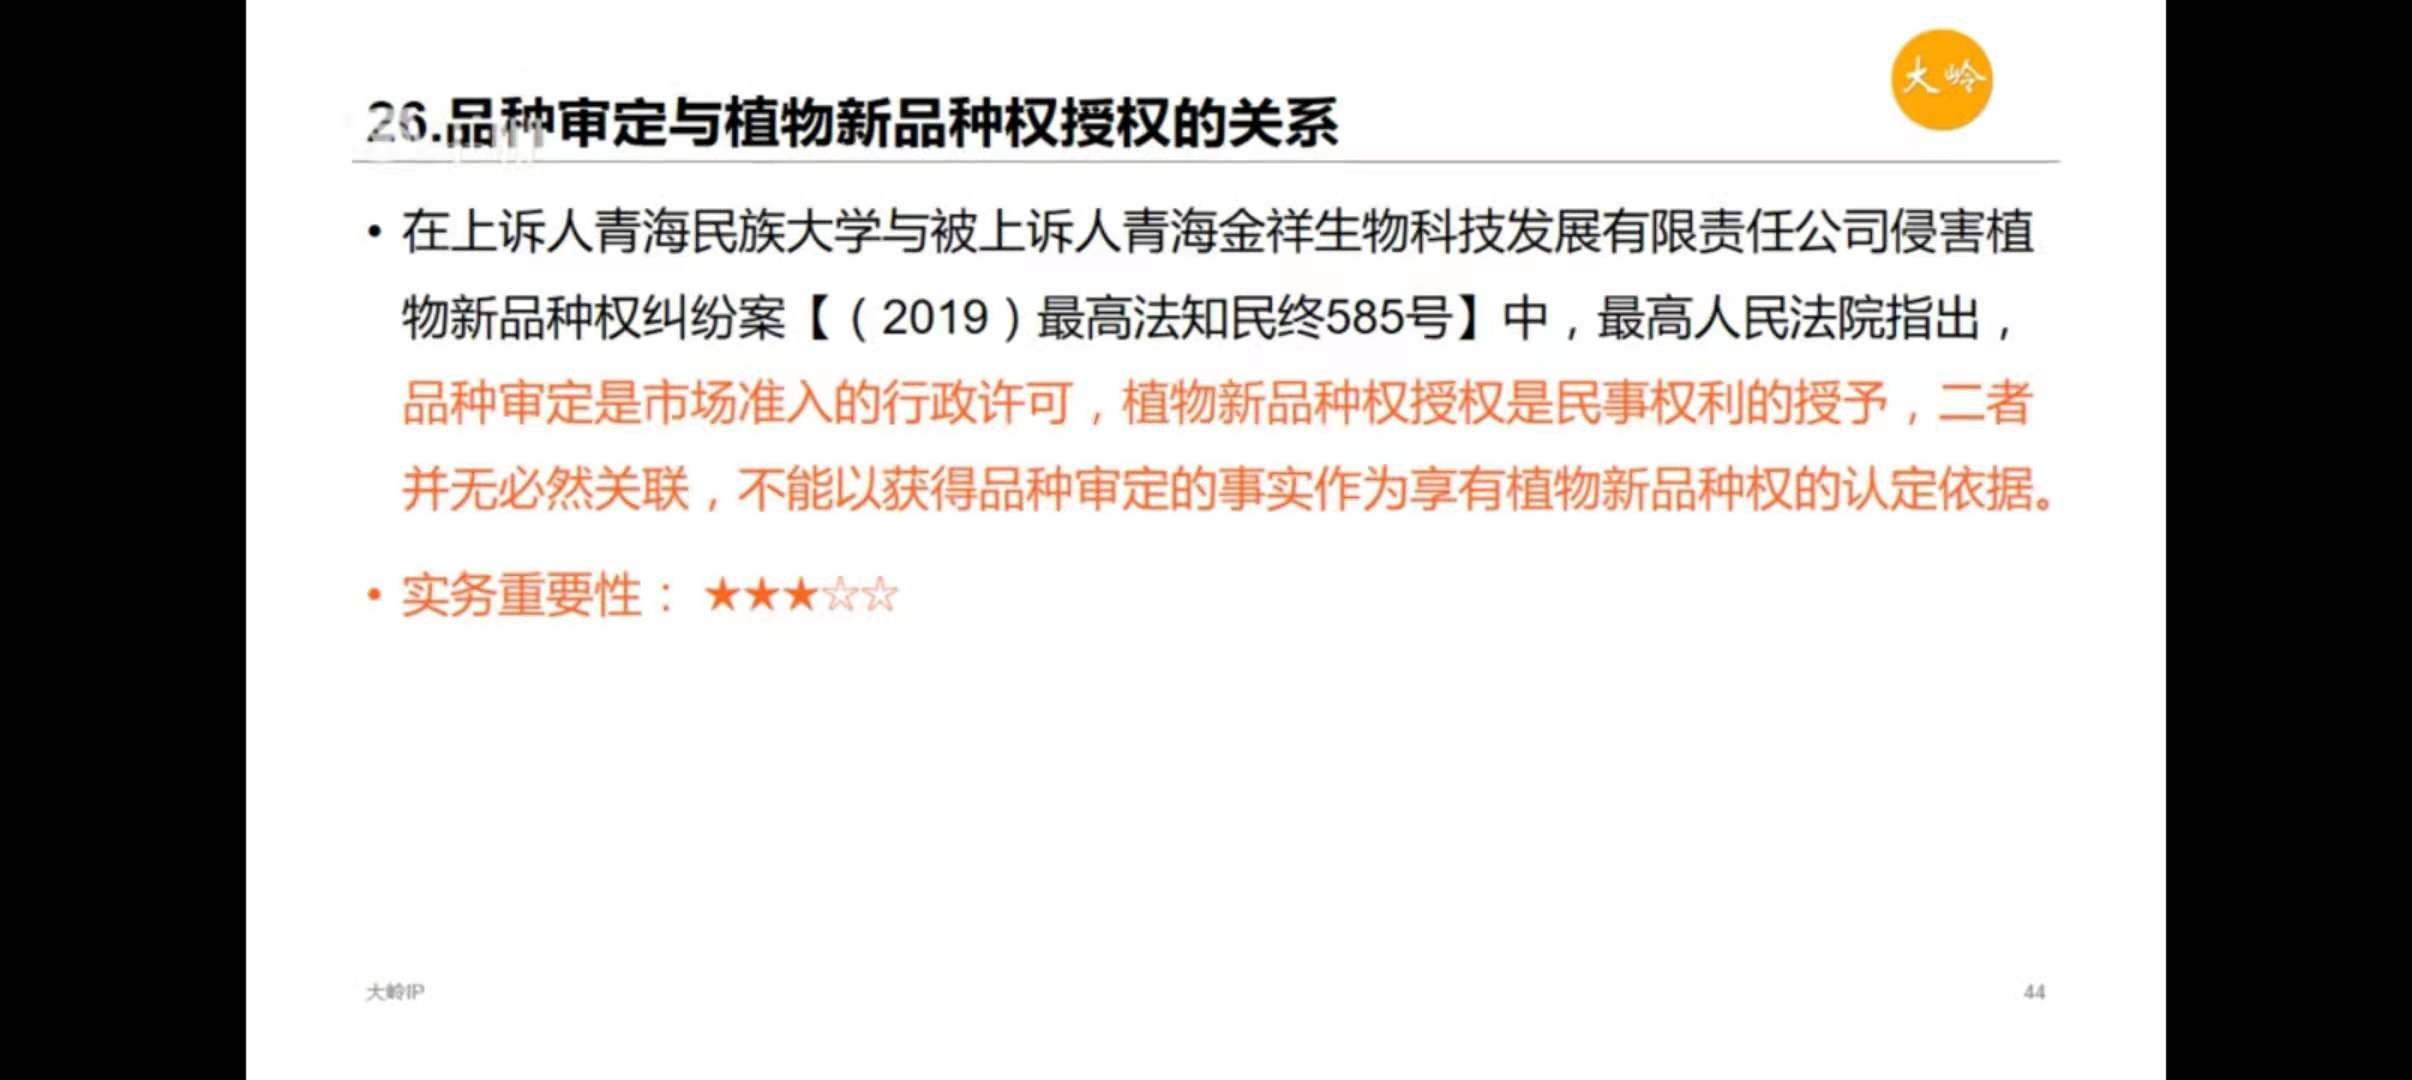 大岭
26.品种审定与植物新品种权授权的关系
• 在上诉人青海民族大学与被上诉人青海金祥生物科技发展有限责任公司侵害植
物新品种权纠纷案【（2019）最高法知民终585号】中，最高人民法院指出，
品种审定是市场准入的行政许可，植物新品种权授权是民事权利的授予，二者
并无必然关联，不能以获得品种审定的事实作为享有植物新品种权的认定依据。
• 实务重要性： ★★★☆☆
大岭IP
44